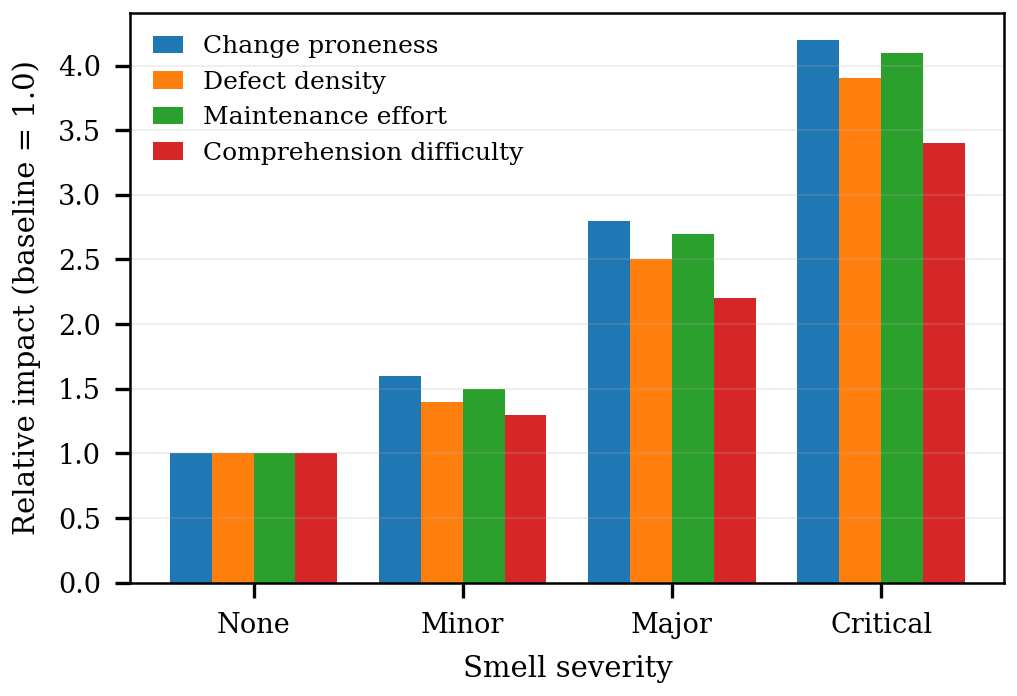 Change proneness
Defect density
Maintenance effort
Comprehension difficulty
Relative impact (baseline = 1.0)
4.0
3.5
3.0
2.5
2.0
1.5
1.0
0.5
0.0
None Minor Major Critical
Smell severity